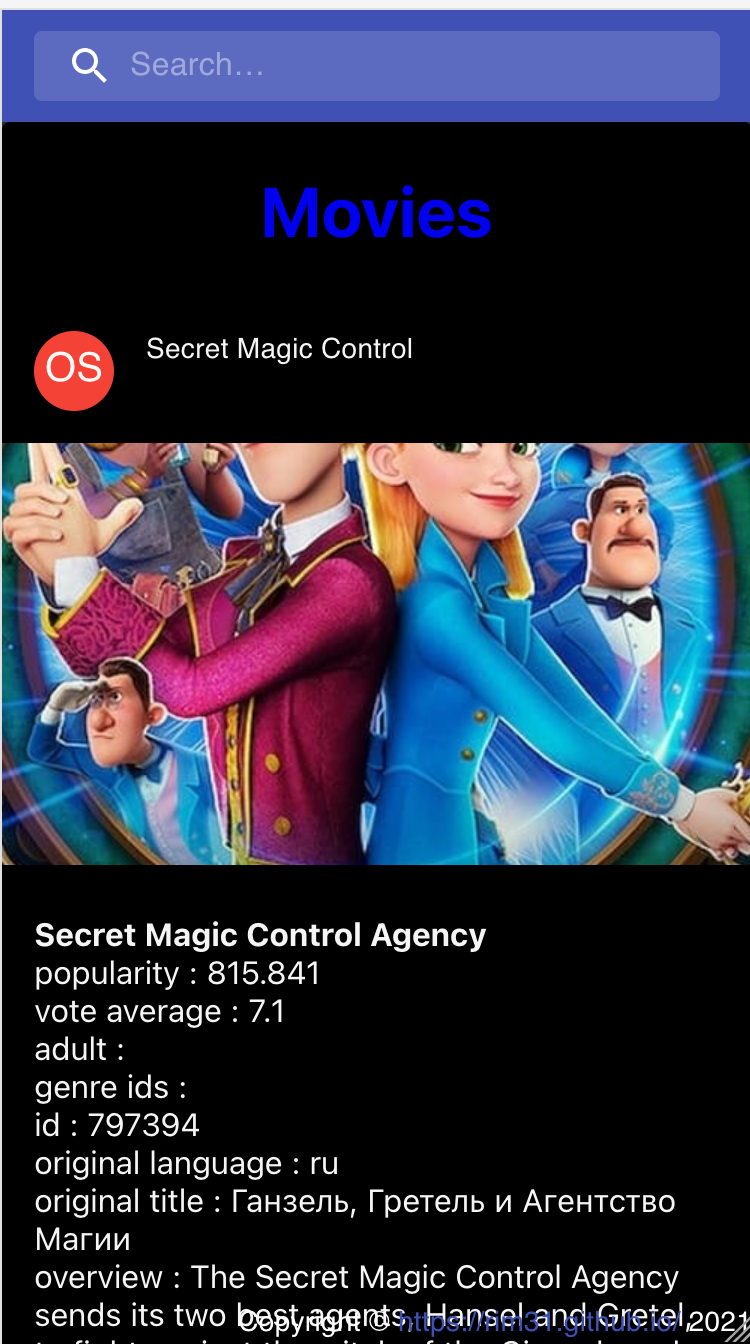 Search…
Movies
OS
Secret Magic Control
Secret Magic Control Agency
popularity : 815.841
vote average : 7.1
adult :
genre ids :
id : 797394
original language : ru
original title : Ганзель, Гретель и Агентство
Магии
overview : The Secret Magic Control Agency
sends its two best agents, Hansel and Gretel,
Copyright © 2021